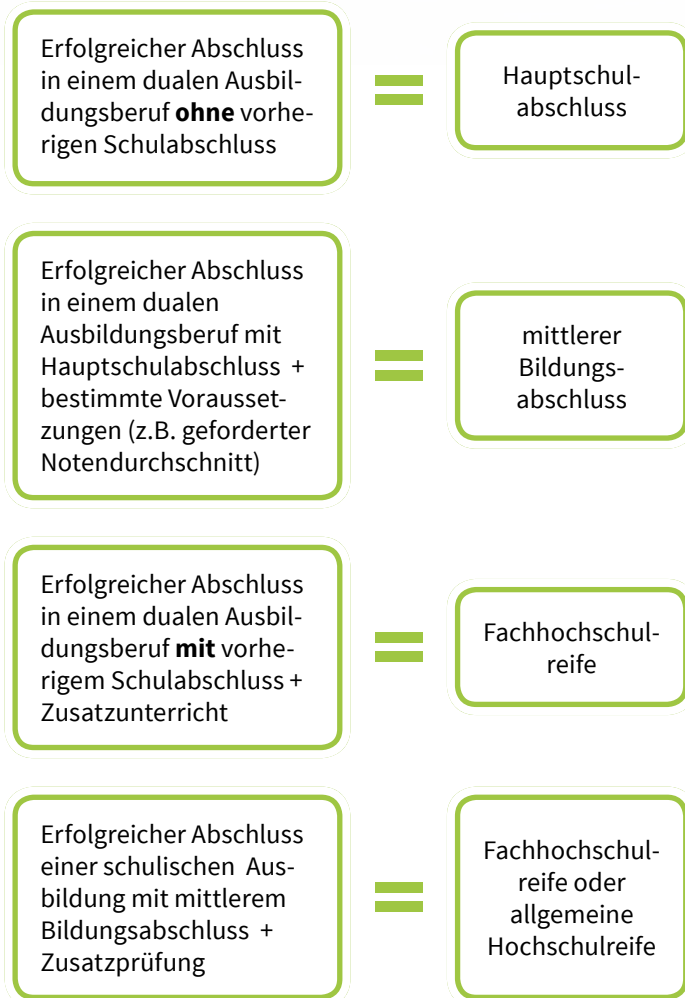 Erfolgreicher Abschluss
in einem dualen Ausbil-
dungsberuf ohne vorhe-
rigen Schulabschluss
=
Hauptschul-
abschluss
Erfolgreicher Abschluss
in einem dualen
Ausbildungsberuf mit
Hauptschulabschluss +
bestimmte Vorausset-
zungen (z.B. geforderter
Notendurchschnitt)
=
mittlerer
Bildungs-
abschluss
Erfolgreicher Abschluss
in einem dualen Ausbil-
dungsberuf mit vorhe-
rigem Schulabschluss +
Zusatzunterricht
=
Fachhochschul-
reife
Erfolgreicher Abschluss
einer schulischen Aus-
bildung mit mittlerem
Bildungsabschluss +
Zusatzprüfung
=
Fachhochschul-
reife oder
allgemeine
Hochschulreife